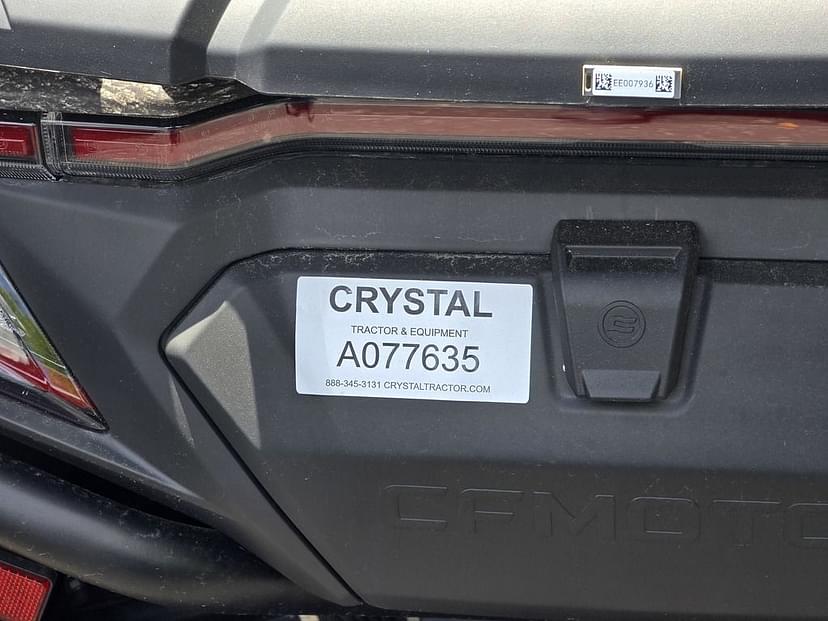 EE007936
CRYSTAL
TRACTOR & EQUIPMENT
A077635
888-345-3131 CRYSTALTRACTOR.COM
CFMOTO